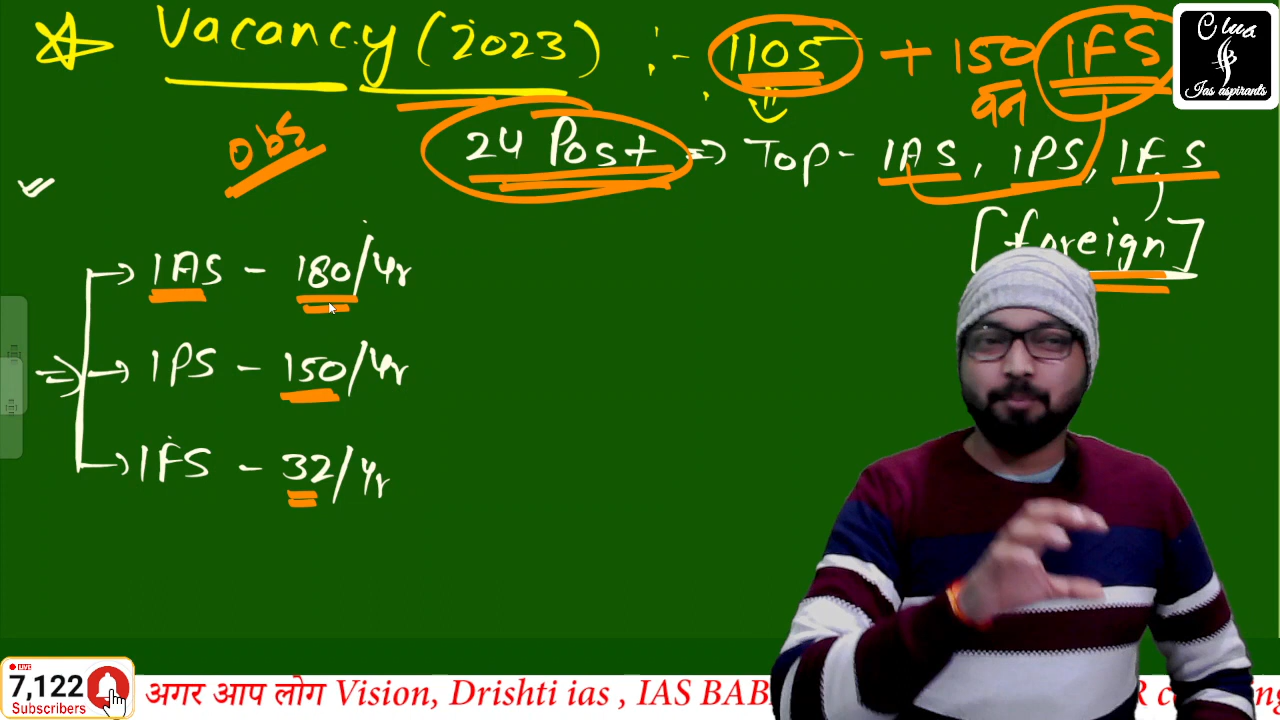 Vacancy (2023) :- 1105 + 150 IFS
वन
obs
24 Post => Top - IAS, IPS, IFS
[foreign]
IAS - 180/yr
IPS - 150/yr
IFS - 32/yr
Clua
Ias aspirants
LIVE
7,122
Subscribers
अगर आप लोग Vision, Drishti ias , IAS BAB